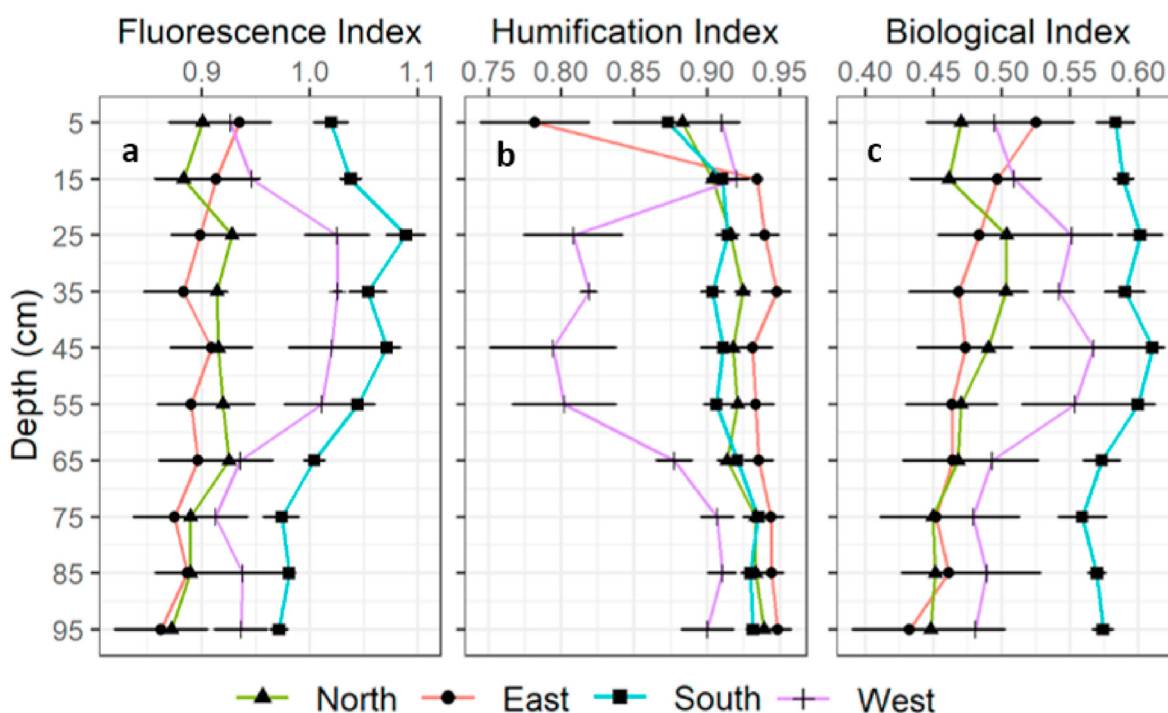 Fluorescence Index Humification Index Biological Index
0.9 1.0 1.1 0.75 0.80 0.85 0.90 0.95 0.40 0.45 0.50 0.55 0.60
5
a b c
15
25
35
45
55
65
75
85
95
Depth (cm)
North East South West